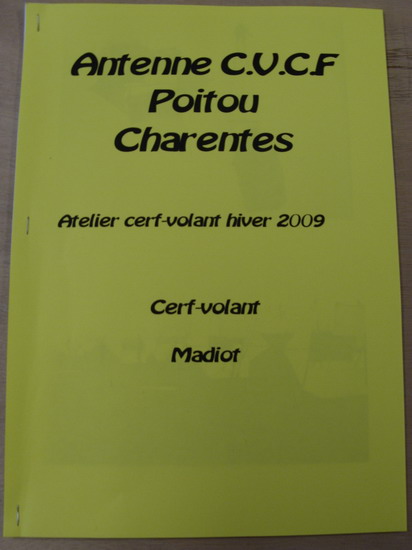 Antenne C.V.C.F
Poitou
Charentes
Atelier cerf-volant hiver 2009
Cerf-volant
Madiot